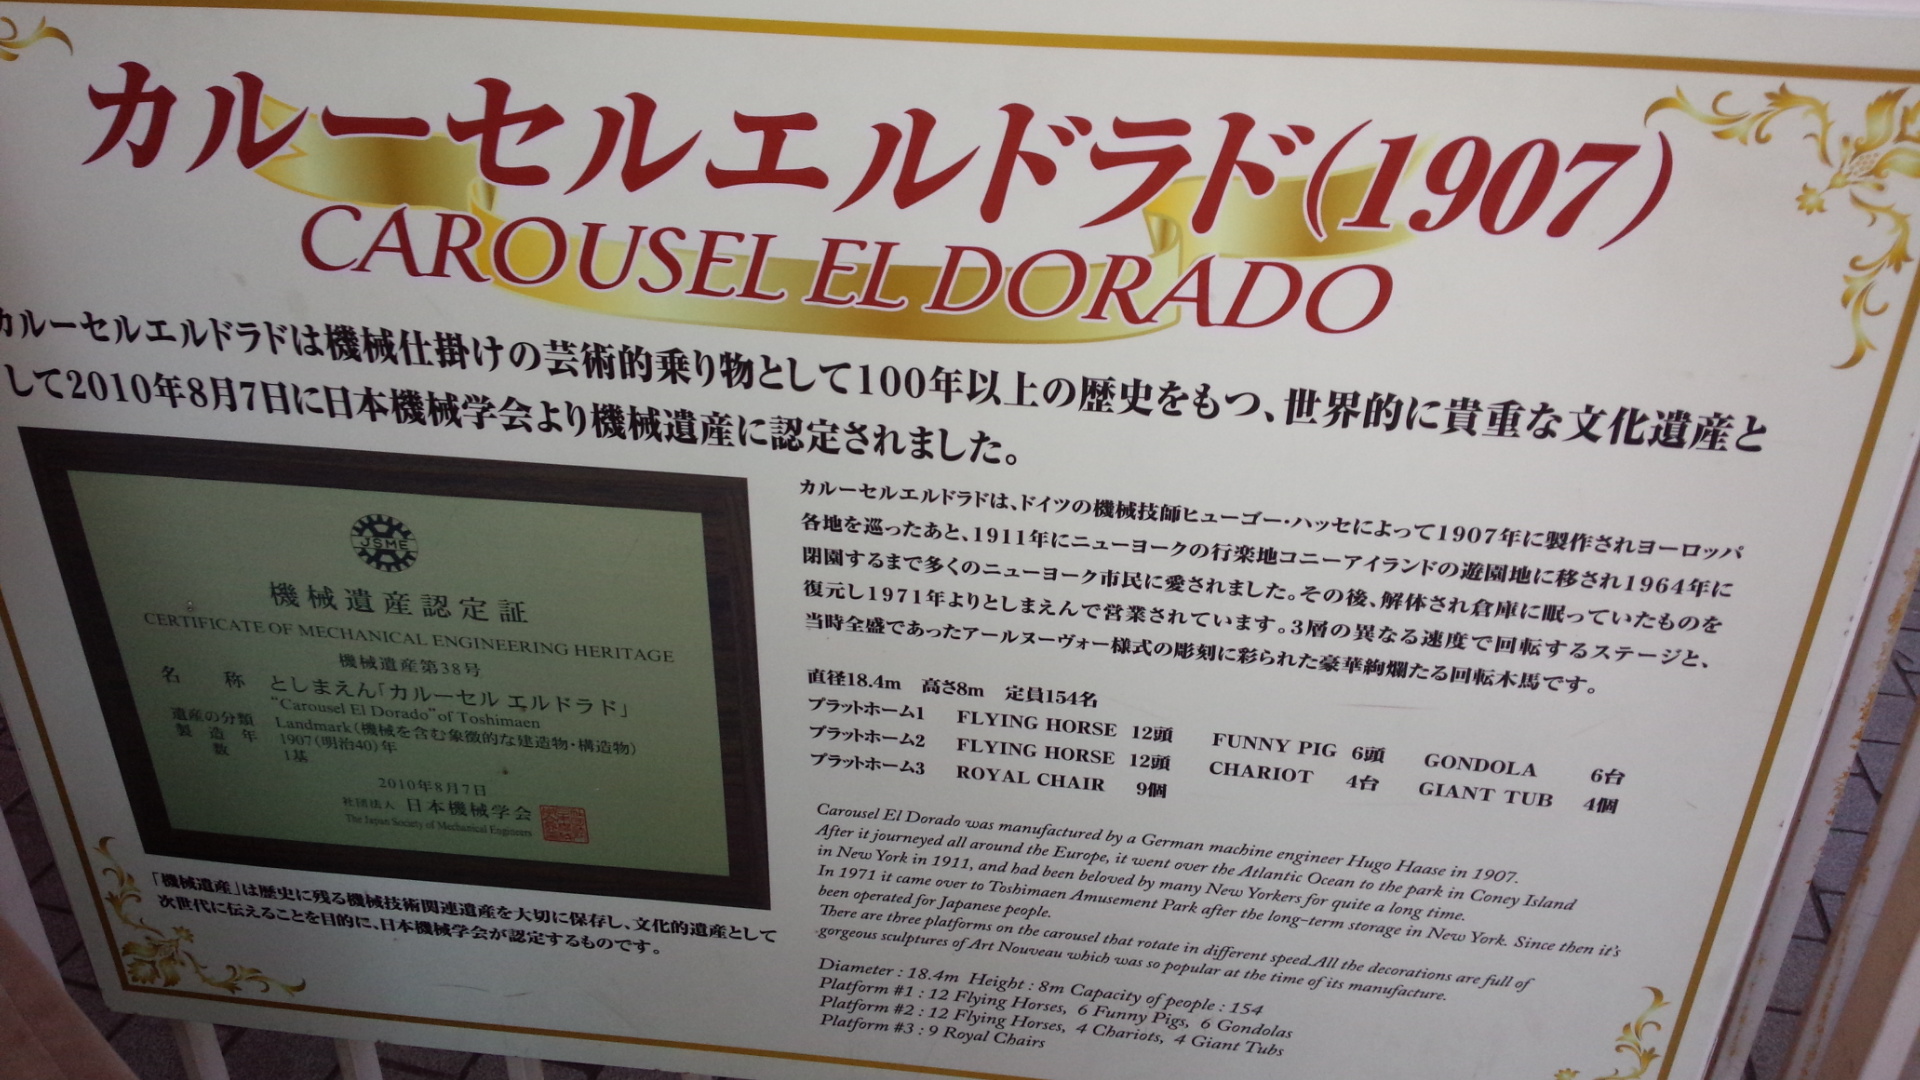 カルーセルエルドラド(1907)
CAROUSEL EL DORADO
カルーセルエルドラドは機械仕掛けの芸術的乗り物として100年以上の歴史をもつ、世界的に貴重な文化遺産と
して2010年8月7日に日本機械学会より機械遺産に認定されました。
JSME
機械遺産認定証
CERTIFICATE OF MECHANICAL ENGINEERING HERITAGE
機械遺産第38号
名 称 としまえん「カルーセル エルドラド」
"Carousel El Dorado" of Toshimaen
遺産の分類 Landmark(機械を含む象徴的な建造物・構造物)
製造年 1907(明治40)年
数 1基
2010年8月7日
社団法人 日本機械学会
The Japan Society of Mechanical Engineers
「機械遺産」は歴史に残る機械技術関連遺産を大切に保存し、文化的遺産として
次世代に伝えることを目的に、日本機械学会が認定するものです。
カルーセルエルドラドは、ドイツの機械技師ヒューゴー・ハッセによって1907年に製作されヨーロッパ
各地を巡ったあと、1911年にニューヨークの行楽地コニーアイランドの遊園地に移され1964年に
閉園するまで多くのニューヨーク市民に愛されました。その後、解体され倉庫に眠っていたものを
復元し1971年よりとしまえんで営業されています。3層の異なる速度で回転するステージと、
当時全盛であったアールヌーヴォー様式の彫刻に彩られた豪華絢爛たる回転木馬です。
直径18.4m 高さ8m 定員154名
プラットホーム1 FLYING HORSE 12頭 FUNNY PIG 6頭 GONDOLA 6台
プラットホーム2 FLYING HORSE 12頭 CHARIOT 4台 GIANT TUB 4個
プラットホーム3 ROYAL CHAIR 9個
Carousel El Dorado was manufactured by a German machine engineer Hugo Haase in 1907.
After it journeyed all around the Europe, it went over the Atlantic Ocean to the park in Coney Island
in New York in 1911, and had been beloved by many New Yorkers for quite a long time.
In 1971 it came over to Toshimaen Amusement Park after the long-term storage in New York. Since then it's
been operated for Japanese people.
There are three platforms on the carousel that rotate in different speed.All the decorations are full of
gorgeous sculptures of Art Nouveau which was so popular at the time of its manufacture.
Diameter : 18.4m Height : 8m Capacity of people : 154
Platform #1 : 12 Flying Horses, 6 Funny Pigs, 6 Gondolas
Platform #2 : 12 Flying Horses, 4 Chariots, 4 Giant Tubs
Platform #3 : 9 Royal Chairs